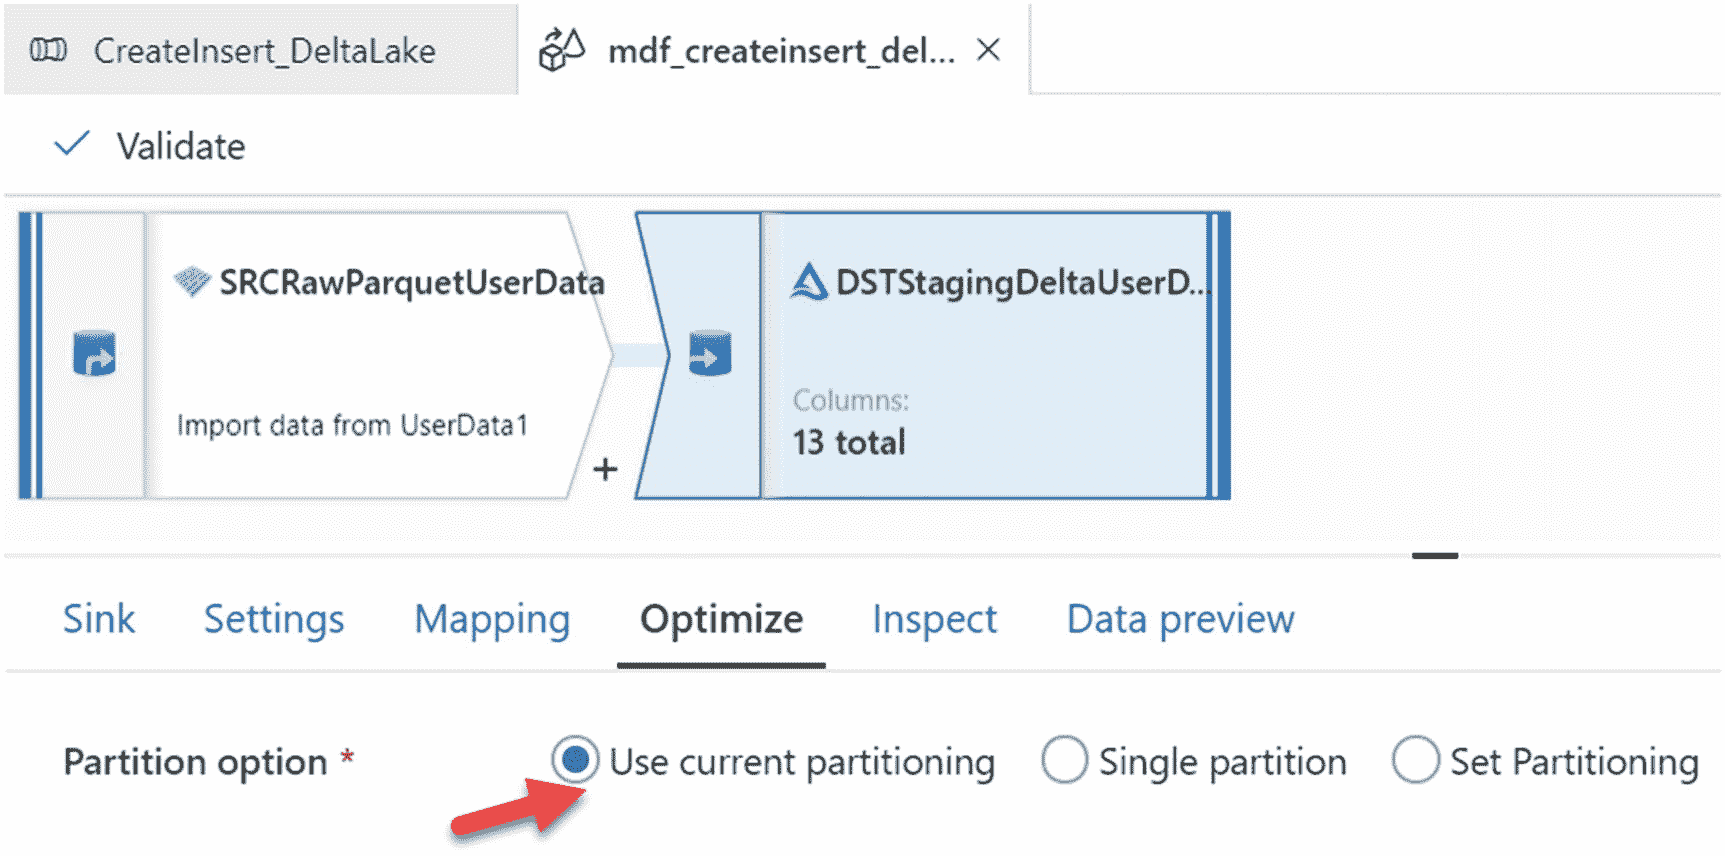 CreateInsert_DeltaLake
mdf_createinsert_del...
Validate
SRCRawParquetUserData
Import data from UserData1
+
DSTStagingDeltaUserD...
Columns:
13 total
Sink Settings Mapping Optimize Inspect Data preview
Partition option * Use current partitioning Single partition Set Partitioning